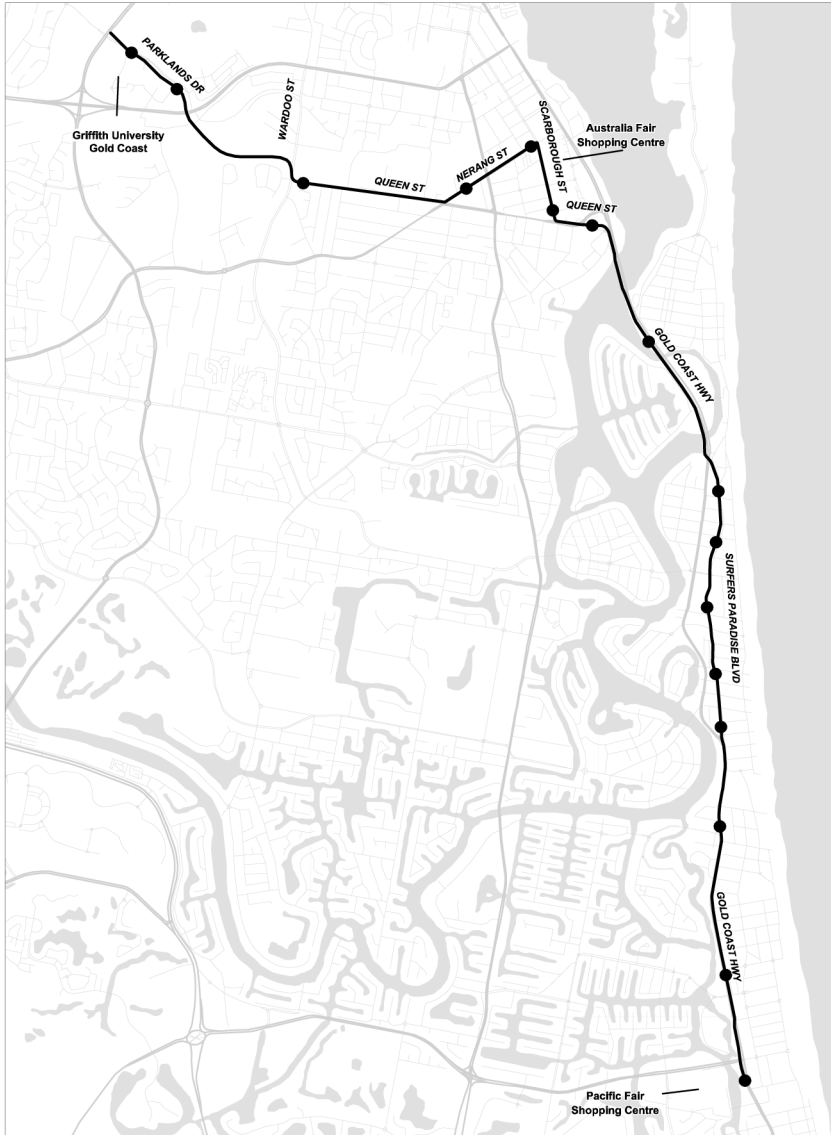 PARKLANDS DR
WARDOO ST
Griffith University
Gold Coast
SCARBOROUGH ST
Australia Fair
Shopping Centre
NERANG ST
QUEEN ST
QUEEN ST
GOLD COAST HWY
SURFERS PARADISE BLVD
GOLD COAST HWY
Pacific Fair
Shopping Centre